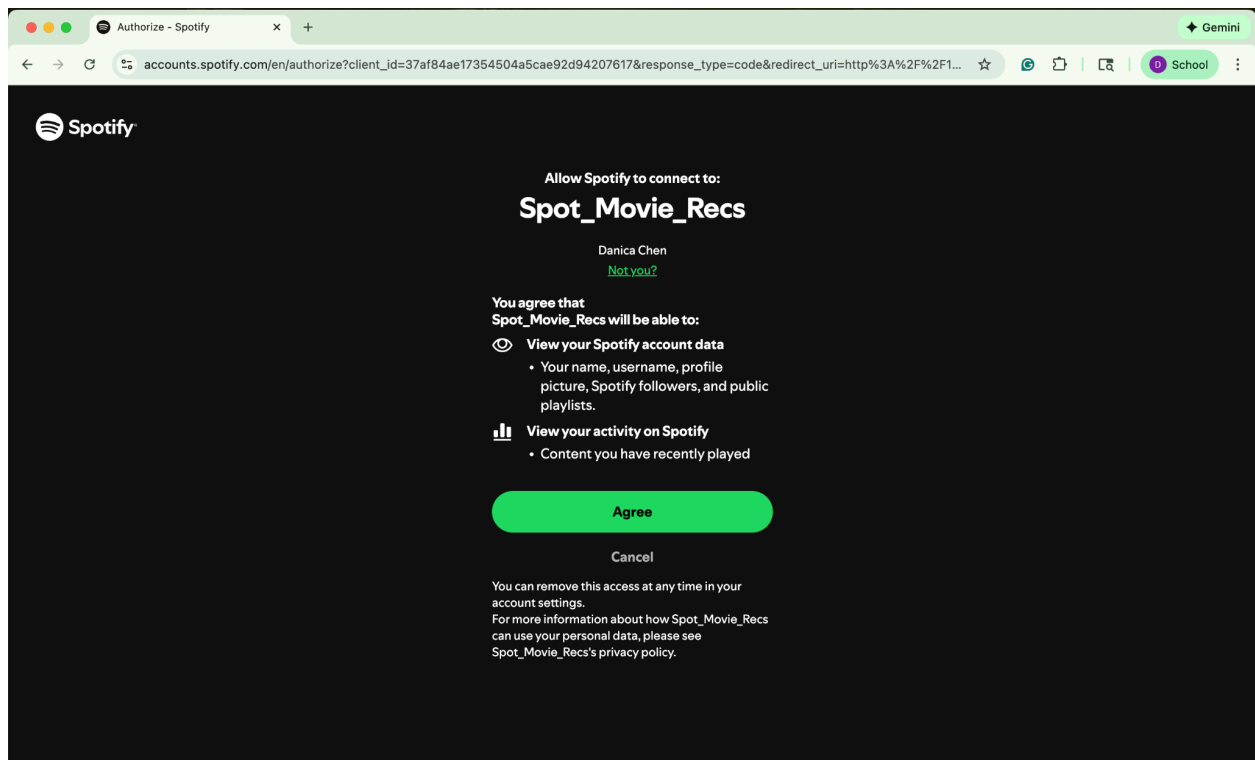 Authorize - Spotify
Gemini
accounts.spotify.com/en/authorize?client_id=37af84ae17354504a5cae92d94207617&response_type=code&redirect_uri=http%3A%2F%2F1...
D School
Spotify
Allow Spotify to connect to:
Spot_Movie_Recs
Danica Chen
Not you?
You agree that
Spot_Movie_Recs will be able to:
View your Spotify account data
• Your name, username, profile
picture, Spotify followers, and public
playlists.
View your activity on Spotify
• Content you have recently played
Agree
Cancel
You can remove this access at any time in your
account settings.
For more information about how Spot_Movie_Recs
can use your personal data, please see
Spot_Movie_Recs's privacy policy.